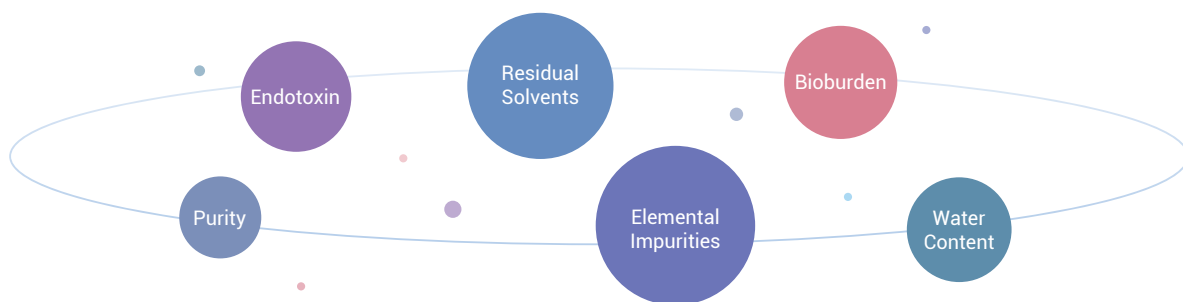 Endotoxin
Residual
Solvents
Bioburden
Purity
Elemental
Impurities
Water
Content